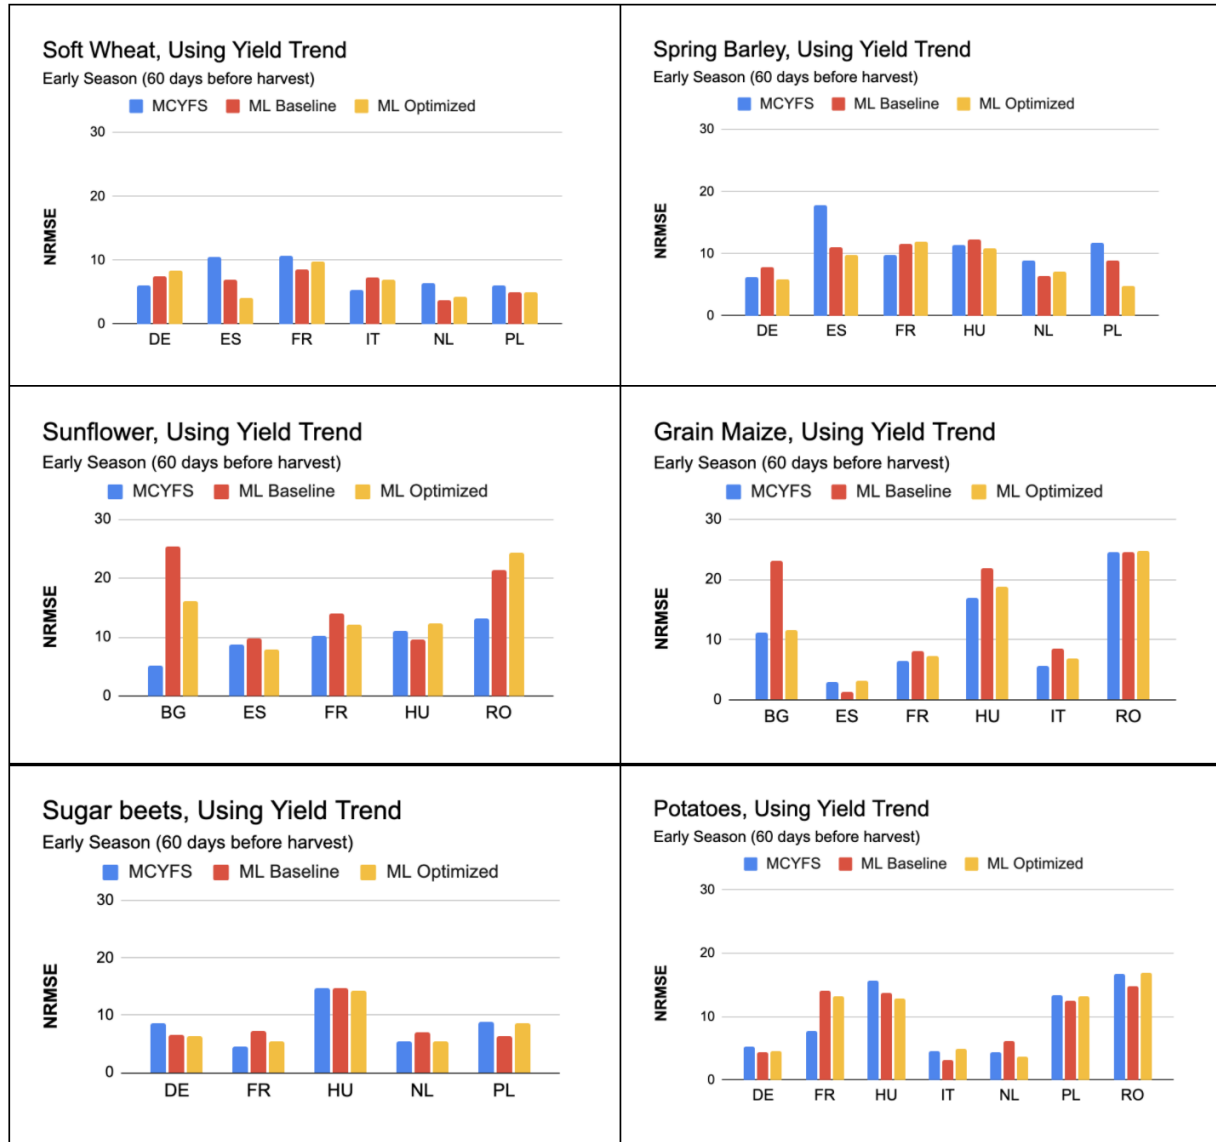 Soft Wheat, Using Yield Trend
Early Season (60 days before harvest)
MCYFS ML Baseline ML Optimized
30
20
10
0
NRMSE
DE ES FR IT NL PL
Spring Barley, Using Yield Trend
Early Season (60 days before harvest)
MCYFS ML Baseline ML Optimized
30
20
10
0
NRMSE
DE ES FR HU NL PL
Sunflower, Using Yield Trend
Early Season (60 days before harvest)
MCYFS ML Baseline ML Optimized
30
20
10
0
NRMSE
BG ES FR HU RO
Grain Maize, Using Yield Trend
Early Season (60 days before harvest)
MCYFS ML Baseline ML Optimized
30
20
10
0
NRMSE
BG ES FR HU IT RO
Sugar beets, Using Yield Trend
Early Season (60 days before harvest)
MCYFS ML Baseline ML Optimized
30
20
10
0
NRMSE
DE FR HU NL PL
Potatoes, Using Yield Trend
Early Season (60 days before harvest)
MCYFS ML Baseline ML Optimized
30
20
10
0
NRMSE
DE FR HU IT NL PL RO